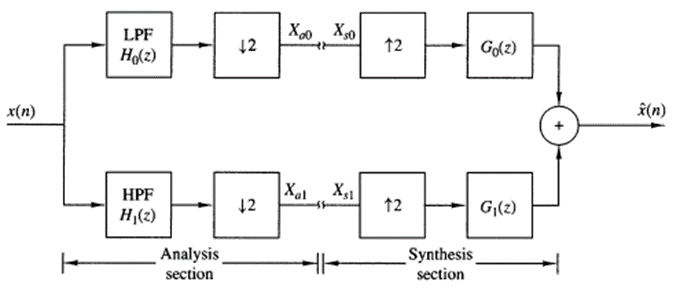 LPF
H₀(z)
↓2
Xₐ₀
Xₛ₀
↑2
G₀(z)
x(n)
+
x̂(n)
HPF
H₁(z)
↓2
Xₐ₁
Xₛ₁
↑2
G₁(z)
Analysis
section
Synthesis
section